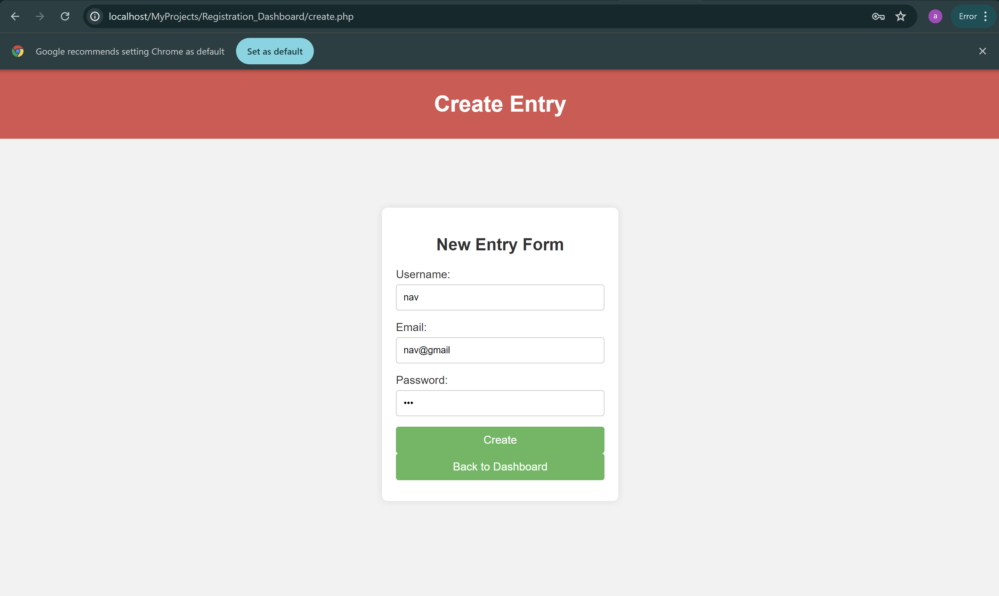 localhost/MyProjects/Registration_Dashboard/create.php
a
Error
Google recommends setting Chrome as default
Set as default
Create Entry
New Entry Form
Username:
nav
Email:
nav@gmail
Password:
•••
Create
Back to Dashboard